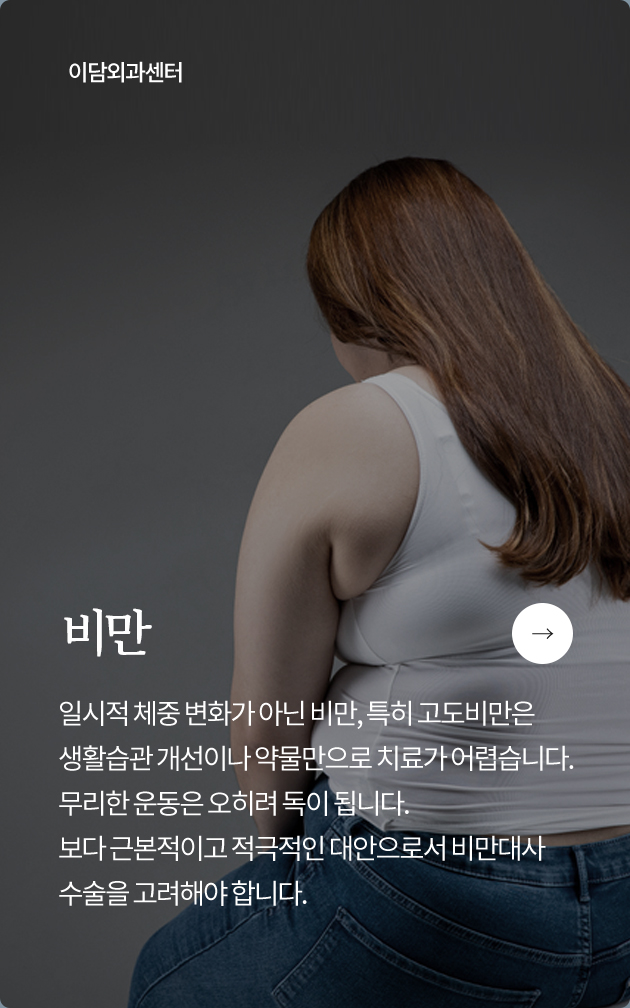 이담외과센터
비만
일시적 체중 변화가 아닌 비만, 특히 고도비만은
생활습관 개선이나 약물만으로 치료가 어렵습니다.
무리한 운동은 오히려 독이 됩니다.
보다 근본적이고 적극적인 대안으로서 비만대사
수술을 고려해야 합니다.